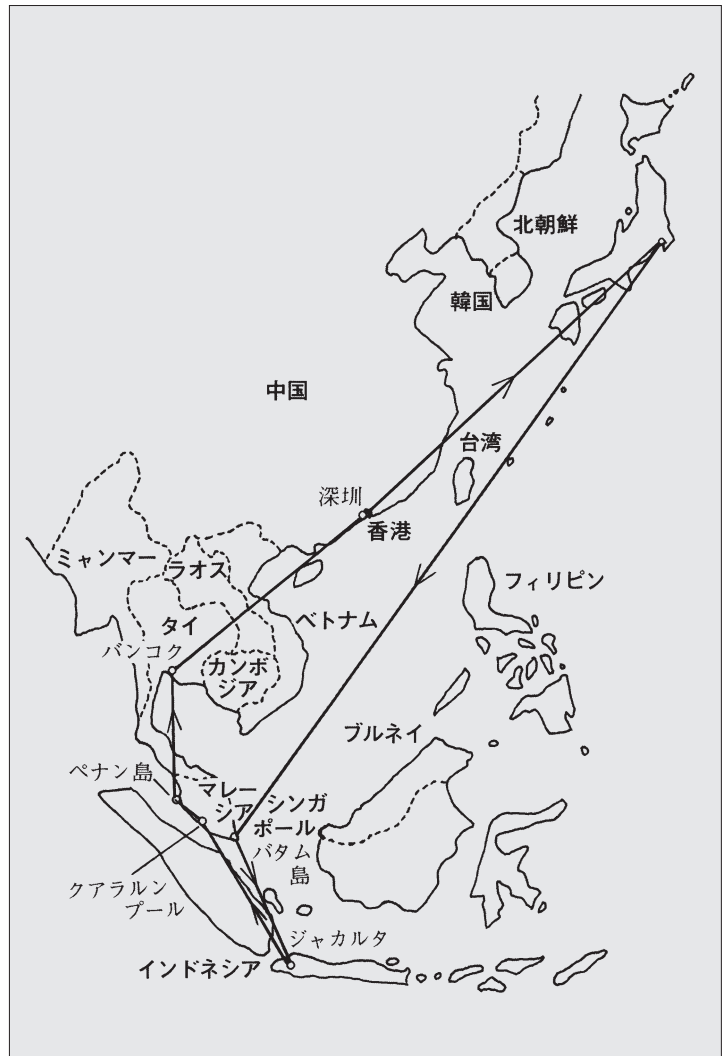 北朝鮮
韓国
中国
台湾
深圳
香港
ミャンマー
ラオス
フィリピン
タイ
ベトナム
バンコク
カンボ
ジア
ブルネイ
ペナン島
マレー
シア
シンガ
ポール
バタム
島
クアラルン
プール
ジャカルタ
インドネシア